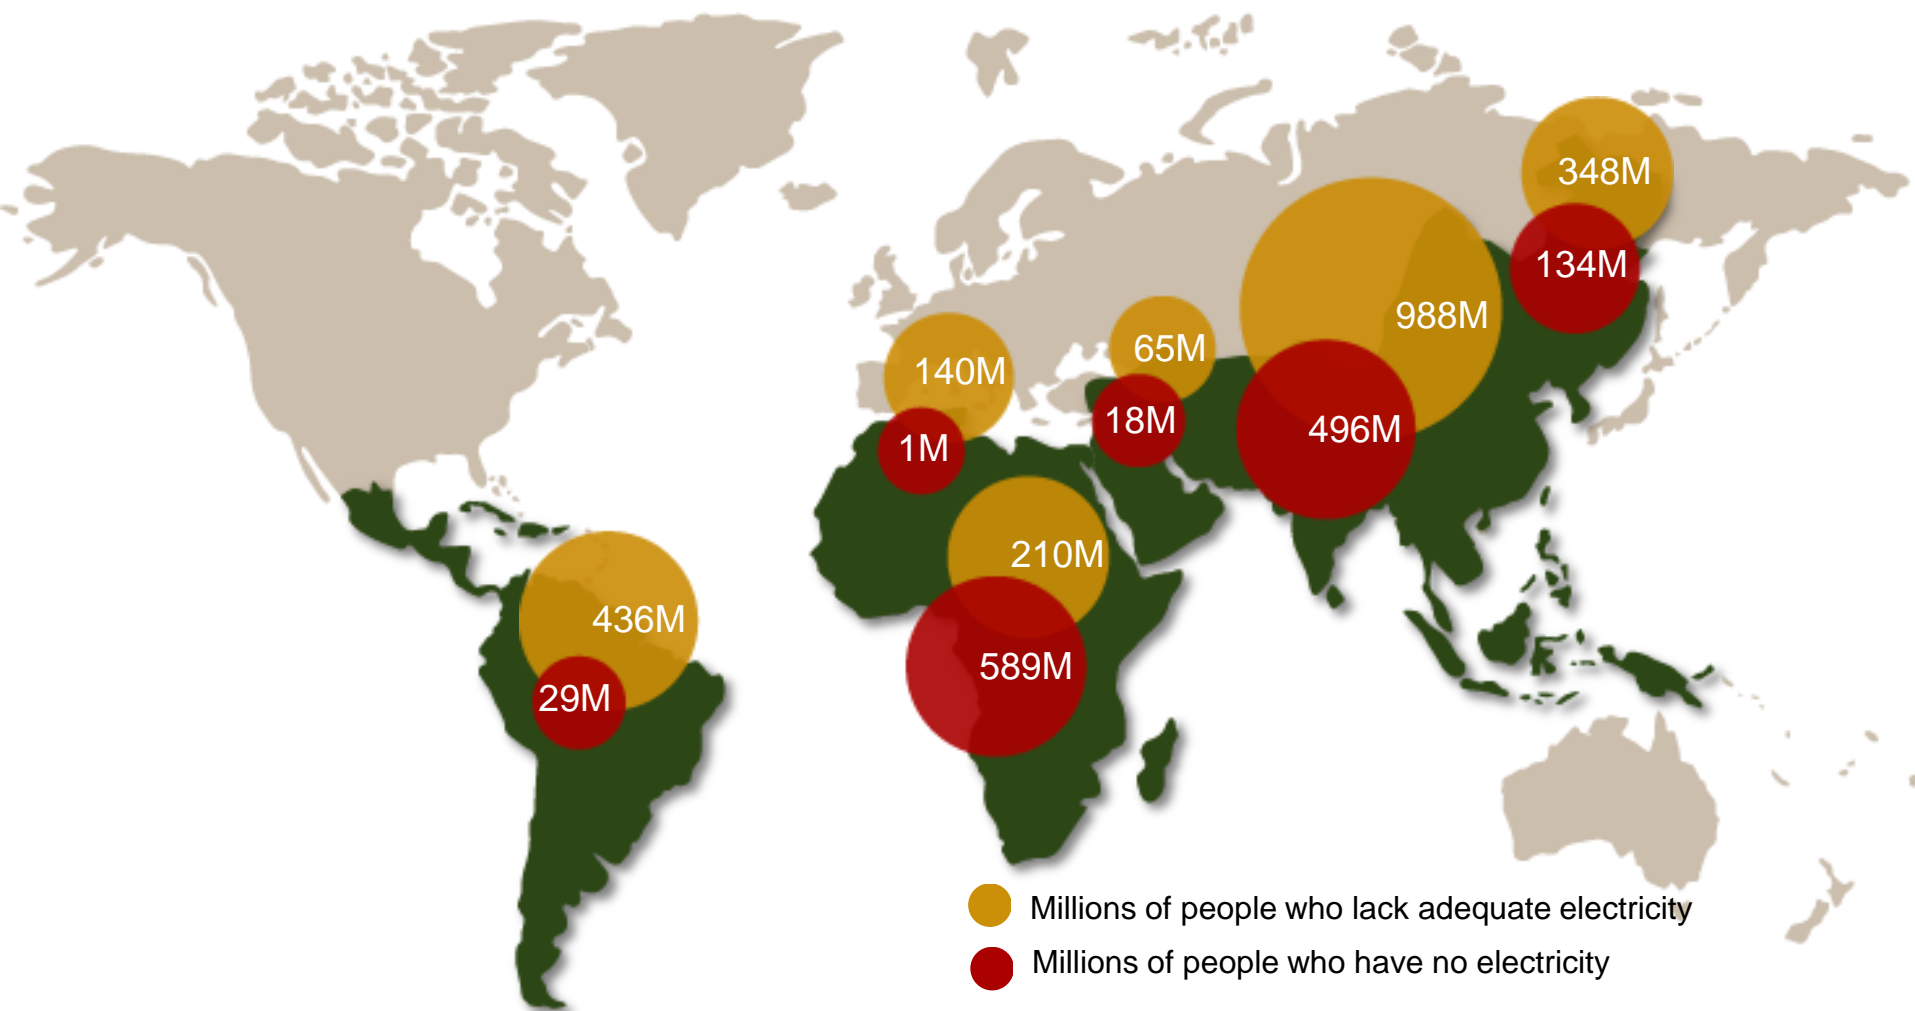 348M
134M
988M
65M
140M
18M
496M
1M
210M
436M
589M
29M
Millions of people who lack adequate electricity
Millions of people who have no electricity